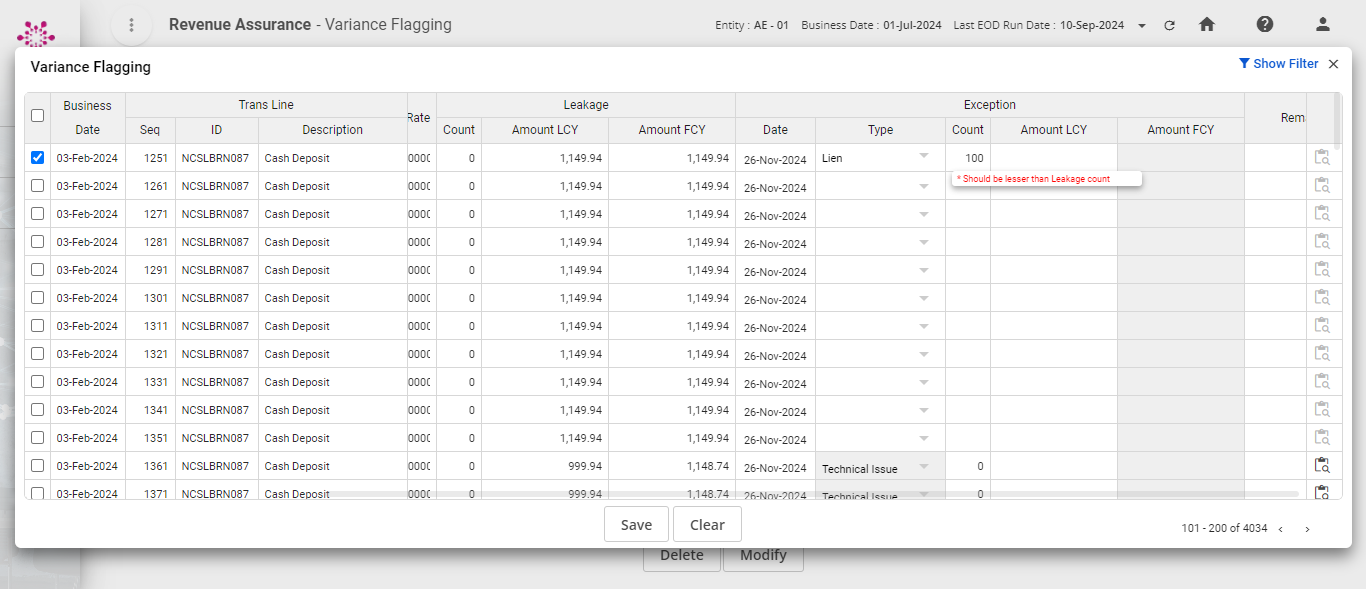 Revenue Assurance - Variance Flagging
Entity : AE - 01 Business Date : 01-Jul-2024 Last EOD Run Date : 10-Sep-2024
Variance Flagging
Show Filter
Business Date Trans Line Rate Leakage Exception Rem
Seq ID Description Count Amount LCY Amount FCY Date Type Count Amount LCY Amount FCY
03-Feb-2024 1251 NCSLBRN087 Cash Deposit 0000 0 1,149.94 1,149.94 26-Nov-2024 Lien 100
* Should be lesser than Leakage count
03-Feb-2024 1261 NCSLBRN087 Cash Deposit 0000 0 1,149.94 1,149.94 26-Nov-2024
03-Feb-2024 1271 NCSLBRN087 Cash Deposit 0000 0 1,149.94 1,149.94 26-Nov-2024
03-Feb-2024 1281 NCSLBRN087 Cash Deposit 0000 0 1,149.94 1,149.94 26-Nov-2024
03-Feb-2024 1291 NCSLBRN087 Cash Deposit 0000 0 1,149.94 1,149.94 26-Nov-2024
03-Feb-2024 1301 NCSLBRN087 Cash Deposit 0000 0 1,149.94 1,149.94 26-Nov-2024
03-Feb-2024 1311 NCSLBRN087 Cash Deposit 0000 0 1,149.94 1,149.94 26-Nov-2024
03-Feb-2024 1321 NCSLBRN087 Cash Deposit 0000 0 1,149.94 1,149.94 26-Nov-2024
03-Feb-2024 1331 NCSLBRN087 Cash Deposit 0000 0 1,149.94 1,149.94 26-Nov-2024
03-Feb-2024 1341 NCSLBRN087 Cash Deposit 0000 0 1,149.94 1,149.94 26-Nov-2024
03-Feb-2024 1351 NCSLBRN087 Cash Deposit 0000 0 1,149.94 1,149.94 26-Nov-2024
03-Feb-2024 1361 NCSLBRN087 Cash Deposit 0000 0 999.94 1,148.74 26-Nov-2024 Technical Issue 0
03-Feb-2024 1371 NCSLBRN087 Cash Deposit 0000 0 999.94 1,148.74 26-Nov-2024 Technical Issue 0
Save Clear
101 - 200 of 4034
Delete Modify